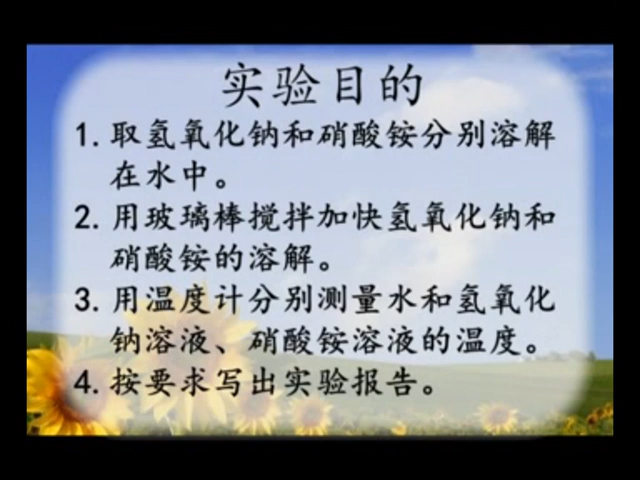 实验目的
1.取氢氧化钠和硝酸铵分别溶解
在水中。
2.用玻璃棒搅拌加快氢氧化钠和
硝酸铵的溶解。
3.用温度计分别测量水和氢氧化
钠溶液、硝酸铵溶液的温度。
4.按要求写出实验报告。